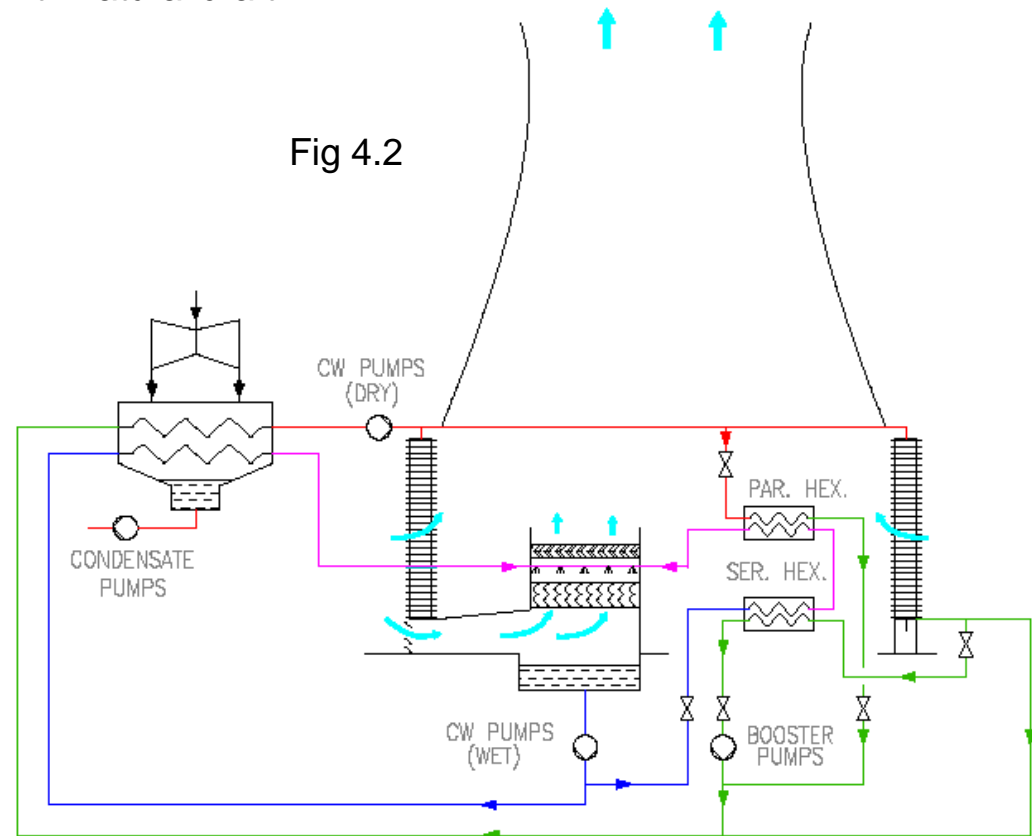 Fig 4.2
CW PUMPS
(DRY)
CONDENSATE
PUMPS
PAR. HEX.
SER. HEX.
CW PUMPS
(WET)
BOOSTER
PUMPS